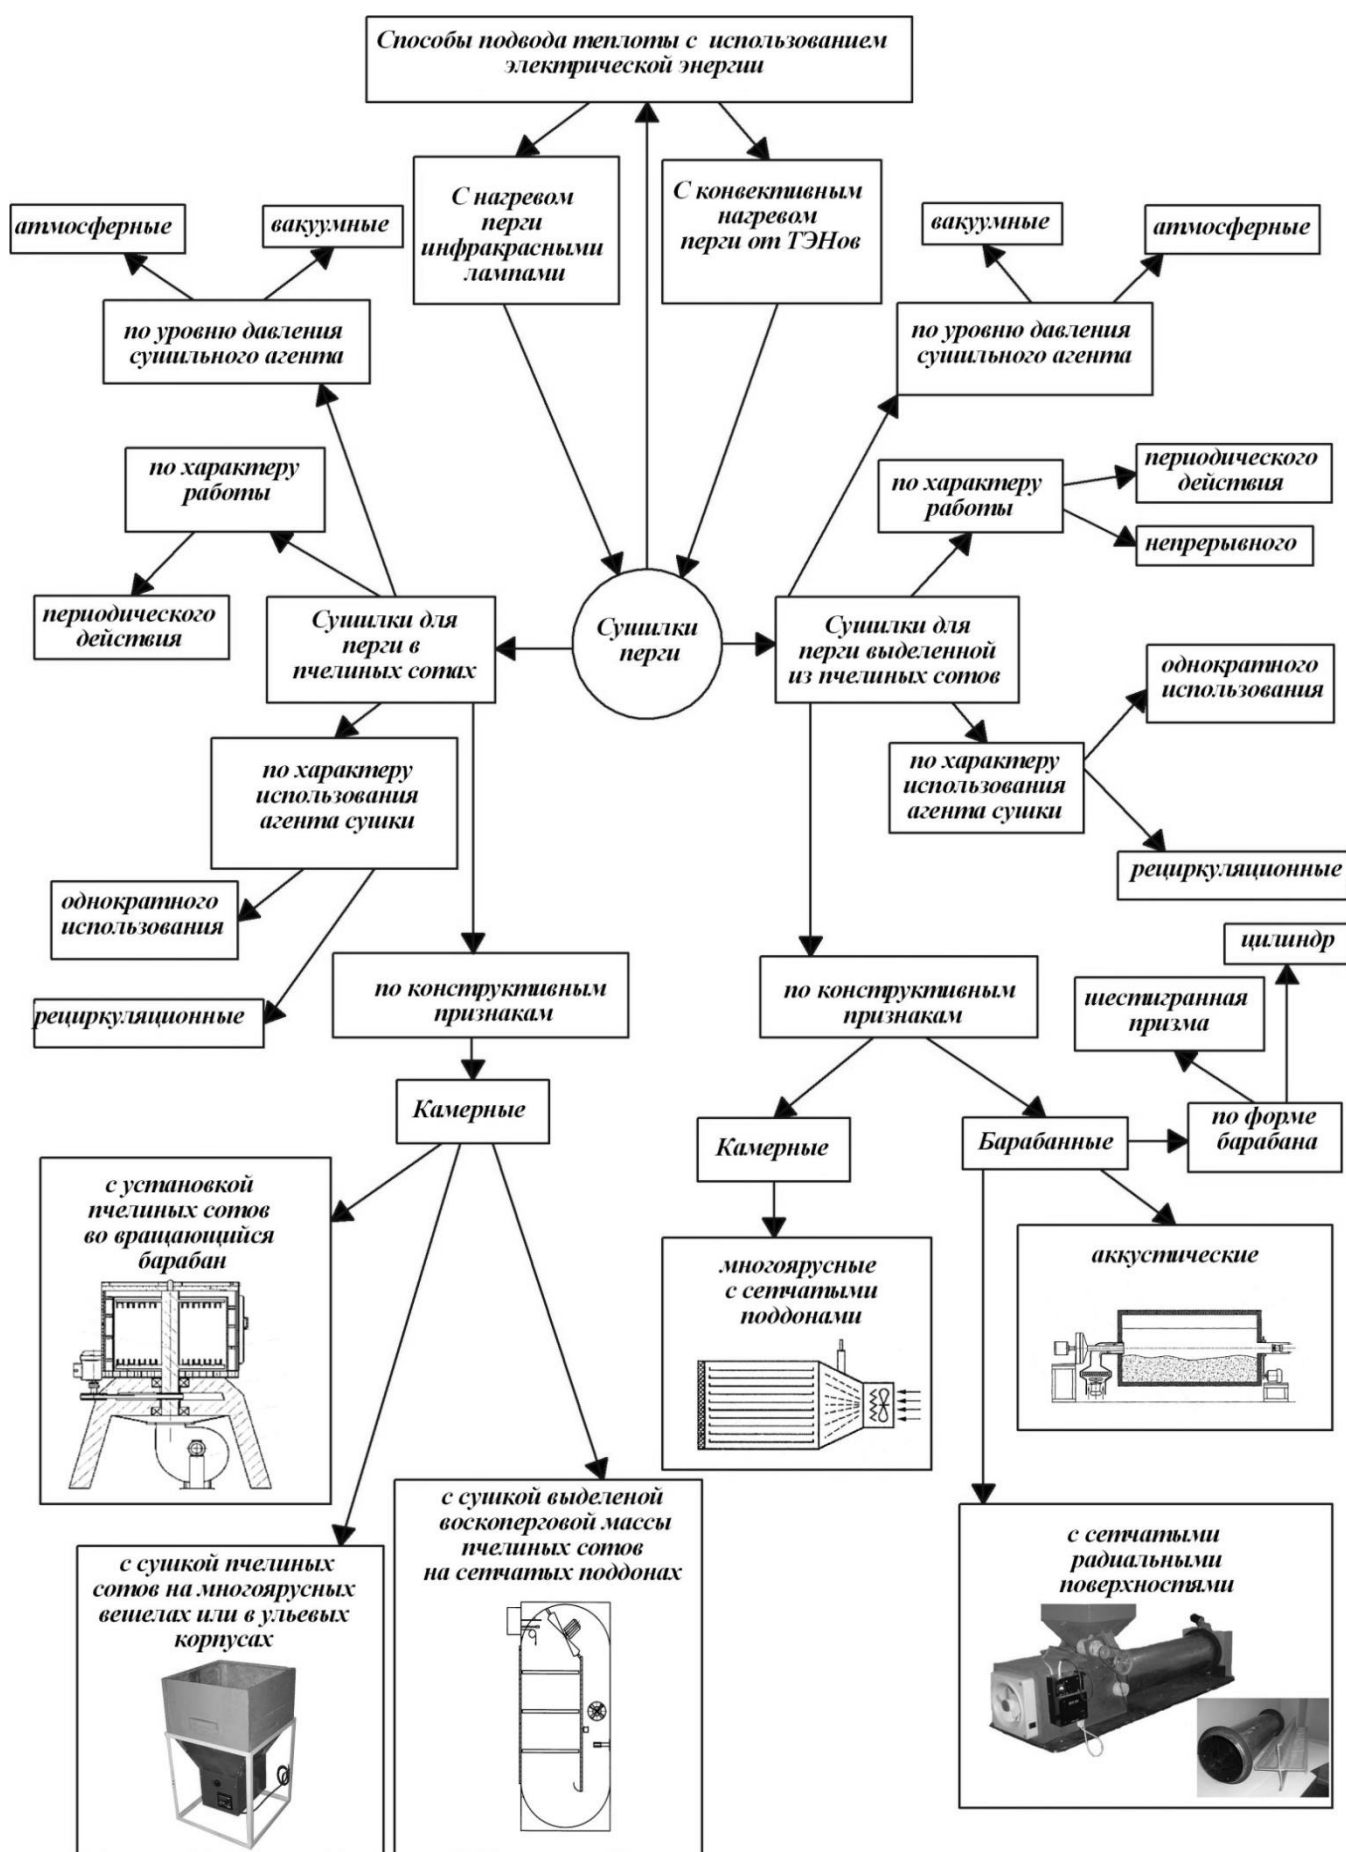 Способы подвода теплоты с использованием
электрической энергии
С нагревом
перги
инфракрасными
лампами
С конвективным
нагревом
перги от ТЭНов
атмосферные
вакуумные
вакуумные
атмосферные
по уровню давления
сушильного агента
по уровню давления
сушильного агента
по характеру
работы
по характеру
работы
периодического
действия
непрерывного
периодического
действия
Сушилки для
перги в
пчелиных сотах
Сушилки
перги
Сушилки для
перги выделенной
из пчелиных сотов
однократного
использования
по характеру
использования
агента сушки
по характеру
использования
агента сушки
рециркуляционные
однократного
использования
рециркуляционные
по конструктивным
признакам
по конструктивным
признакам
цилиндр
шестигранная
призма
Камерные
Камерные
Барабанные
по форме
барабана
с установкой
пчелиных сотов
во вращающийся
барабан
многоярусные
с сетчатыми
поддонами
аккустические
с сушкой пчелиных
сотов на многоярусных
вешелах или в ульевых
корпусах
с сушкой выделеной
воскоперговой массы
пчелиных сотов
на сетчатых поддонах
с сетчатыми
радиальными
поверхностями